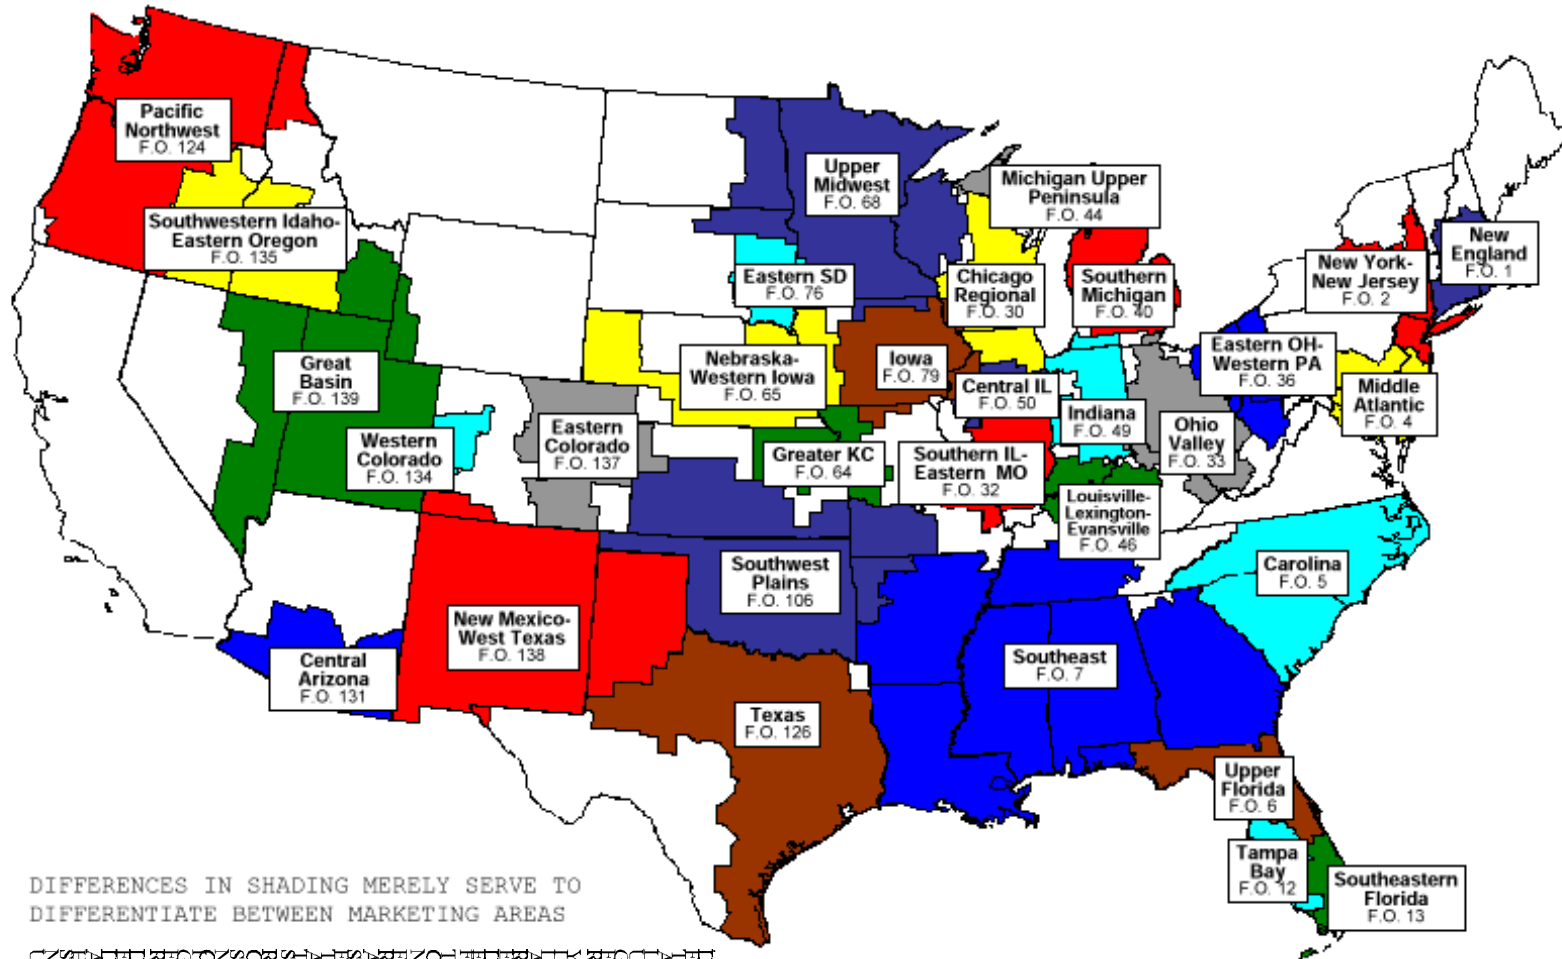 Pacific
Northwest
F.O. 124
Southwestern Idaho-
Eastern Oregon
F.O. 135
Upper
Midwest
F.O. 68
Michigan Upper
Peninsula
F.O. 44
New
England
F.O. 1
New York-
New Jersey
F.O. 2
Eastern SD
F.O. 76
Chicago
Regional
F.O. 30
Southern
Michigan
F.O. 40
Great
Basin
F.O. 139
Nebraska-
Western Iowa
F.O. 65
Iowa
F.O. 79
Central IL
F.O. 50
Eastern OH-
Western PA
F.O. 36
Middle
Atlantic
F.O. 4
Western
Colorado
F.O. 134
Eastern
Colorado
F.O. 137
Greater KC
F.O. 64
Southern IL-
Eastern MO
F.O. 32
Indiana
F.O. 49
Ohio
Valley
F.O. 33
Louisville-
Lexington-
Evansville
F.O. 46
Carolina
F.O. 5
Southwest
Plains
F.O. 106
New Mexico-
West Texas
F.O. 138
Central
Arizona
F.O. 131
Southeast
F.O. 7
Texas
F.O. 126
Upper
Florida
F.O. 6
Tampa
Bay
F.O. 12
Southeastern
Florida
F.O. 13
DIFFERENCES IN SHADING MERELY SERVE TO
DIFFERENTIATE BETWEEN MARKETING AREAS